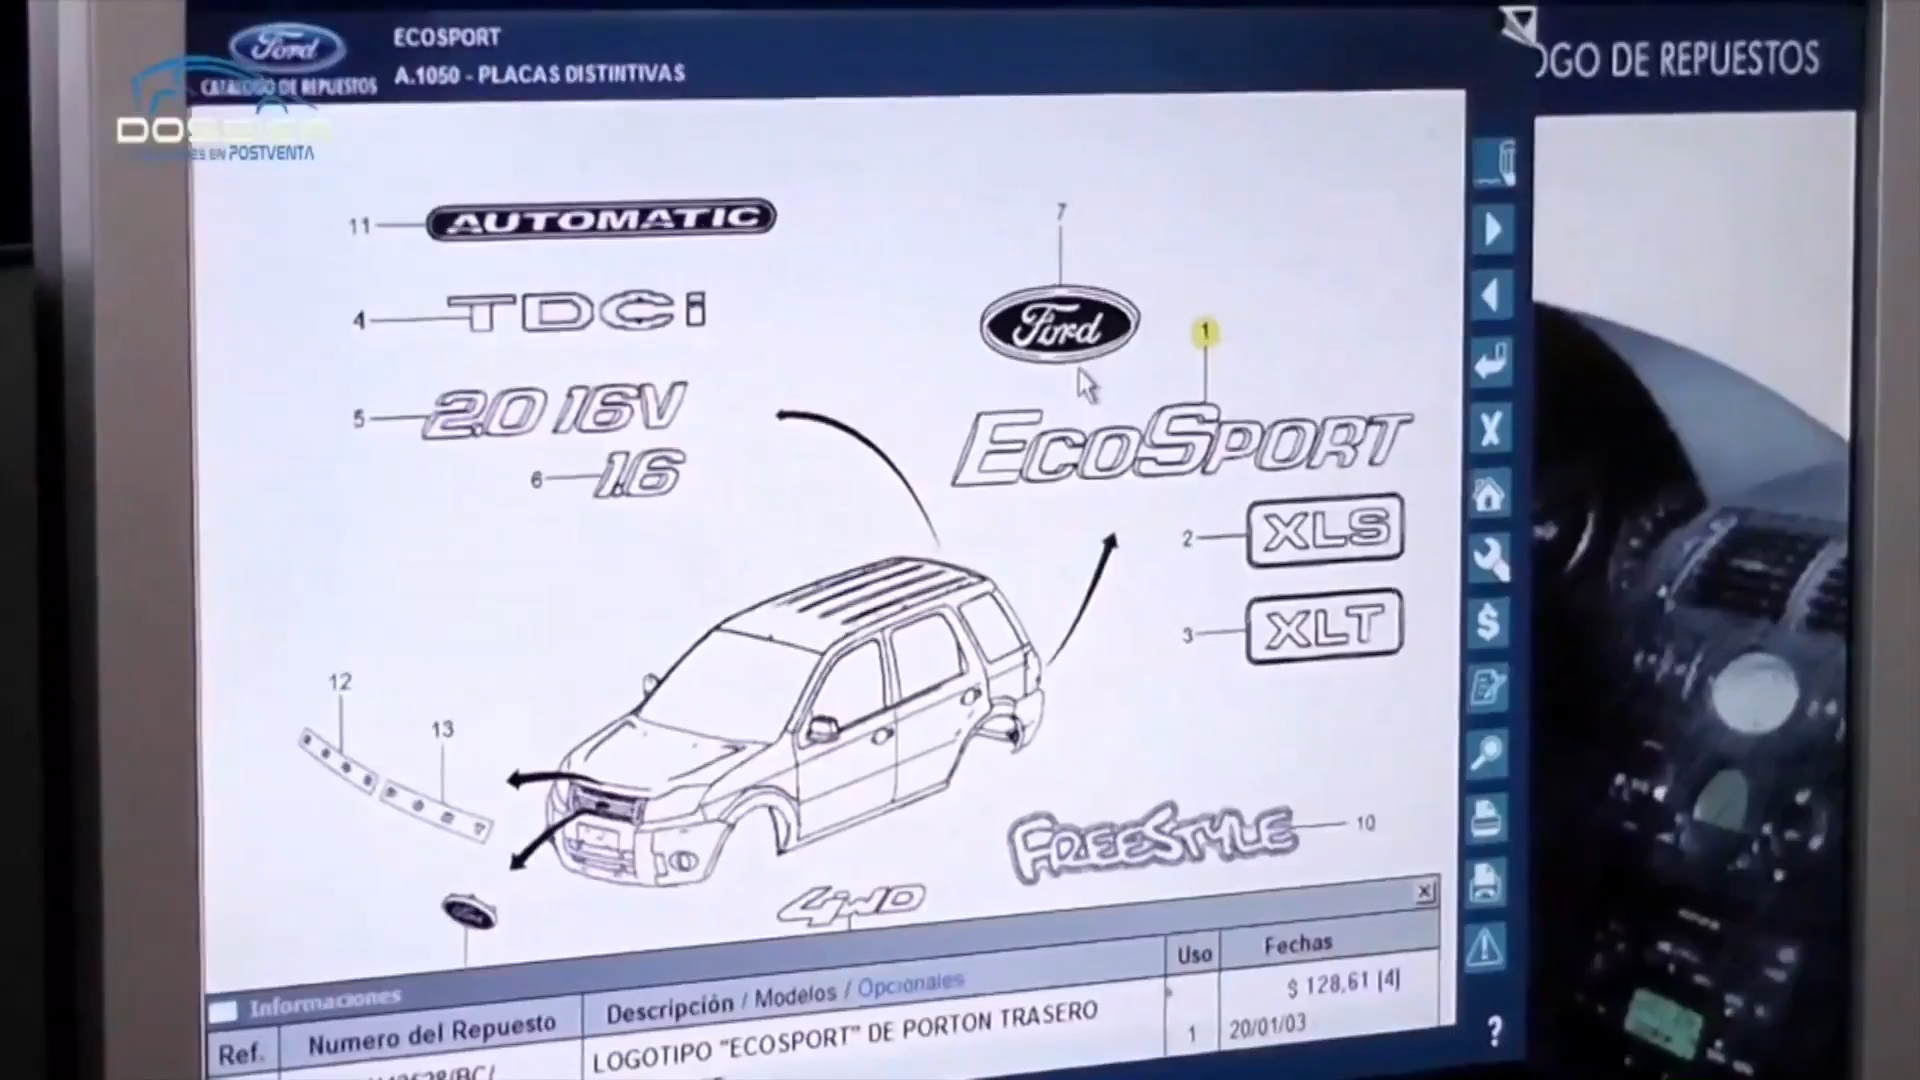 Ford
CATALOGO DE REPUESTOS
ECOSPORT
A.1050 - PLACAS DISTINTIVAS
OGO DE REPUESTOS
EN POSTVENTA
11
AUTOMATIC
7
4
TDCi
Ford
1
5
2.0 16V
ECOSPORT
6
1.6
2
XLS
3
XLT
12
13
FREESTYLE
10
Ford
4WD
Informaciones
Ref.
Numero del Repuesto
Descripción / Modelos / Opcionales
Uso
Fechas
$ 128,61 [4]
LOGOTIPO "ECOSPORT" DE PORTON TRASERO
1
20/01/03